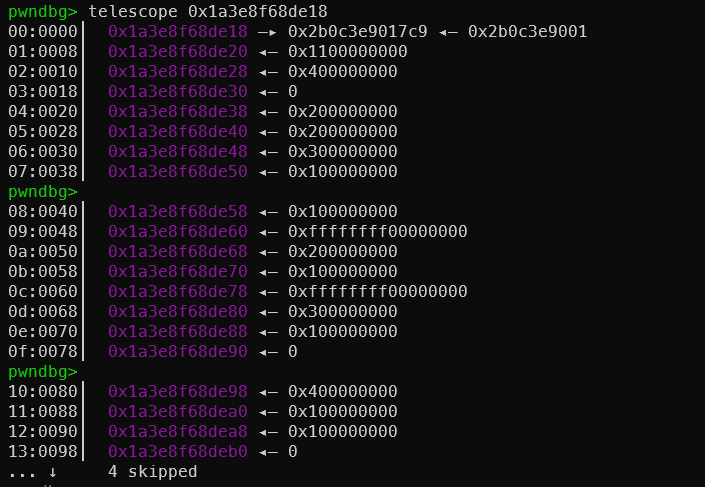 pwndbg> telescope 0x1a3e8f68de18
00:0000│  0x1a3e8f68de18 —▸ 0x2b0c3e9017c9 ◂— 0x2b0c3e9001
01:0008│  0x1a3e8f68de20 ◂— 0x1100000000
02:0010│  0x1a3e8f68de28 ◂— 0x400000000
03:0018│  0x1a3e8f68de30 ◂— 0
04:0020│  0x1a3e8f68de38 ◂— 0x200000000
05:0028│  0x1a3e8f68de40 ◂— 0x200000000
06:0030│  0x1a3e8f68de48 ◂— 0x300000000
07:0038│  0x1a3e8f68de50 ◂— 0x100000000
pwndbg>
08:0040│  0x1a3e8f68de58 ◂— 0x100000000
09:0048│  0x1a3e8f68de60 ◂— 0xffffffff00000000
0a:0050│  0x1a3e8f68de68 ◂— 0x200000000
0b:0058│  0x1a3e8f68de70 ◂— 0x100000000
0c:0060│  0x1a3e8f68de78 ◂— 0xffffffff00000000
0d:0068│  0x1a3e8f68de80 ◂— 0x300000000
0e:0070│  0x1a3e8f68de88 ◂— 0x100000000
0f:0078│  0x1a3e8f68de90 ◂— 0
pwndbg>
10:0080│  0x1a3e8f68de98 ◂— 0x400000000
11:0088│  0x1a3e8f68dea0 ◂— 0x100000000
12:0090│  0x1a3e8f68dea8 ◂— 0x100000000
13:0098│  0x1a3e8f68deb0 ◂— 0
... ↓     4 skipped